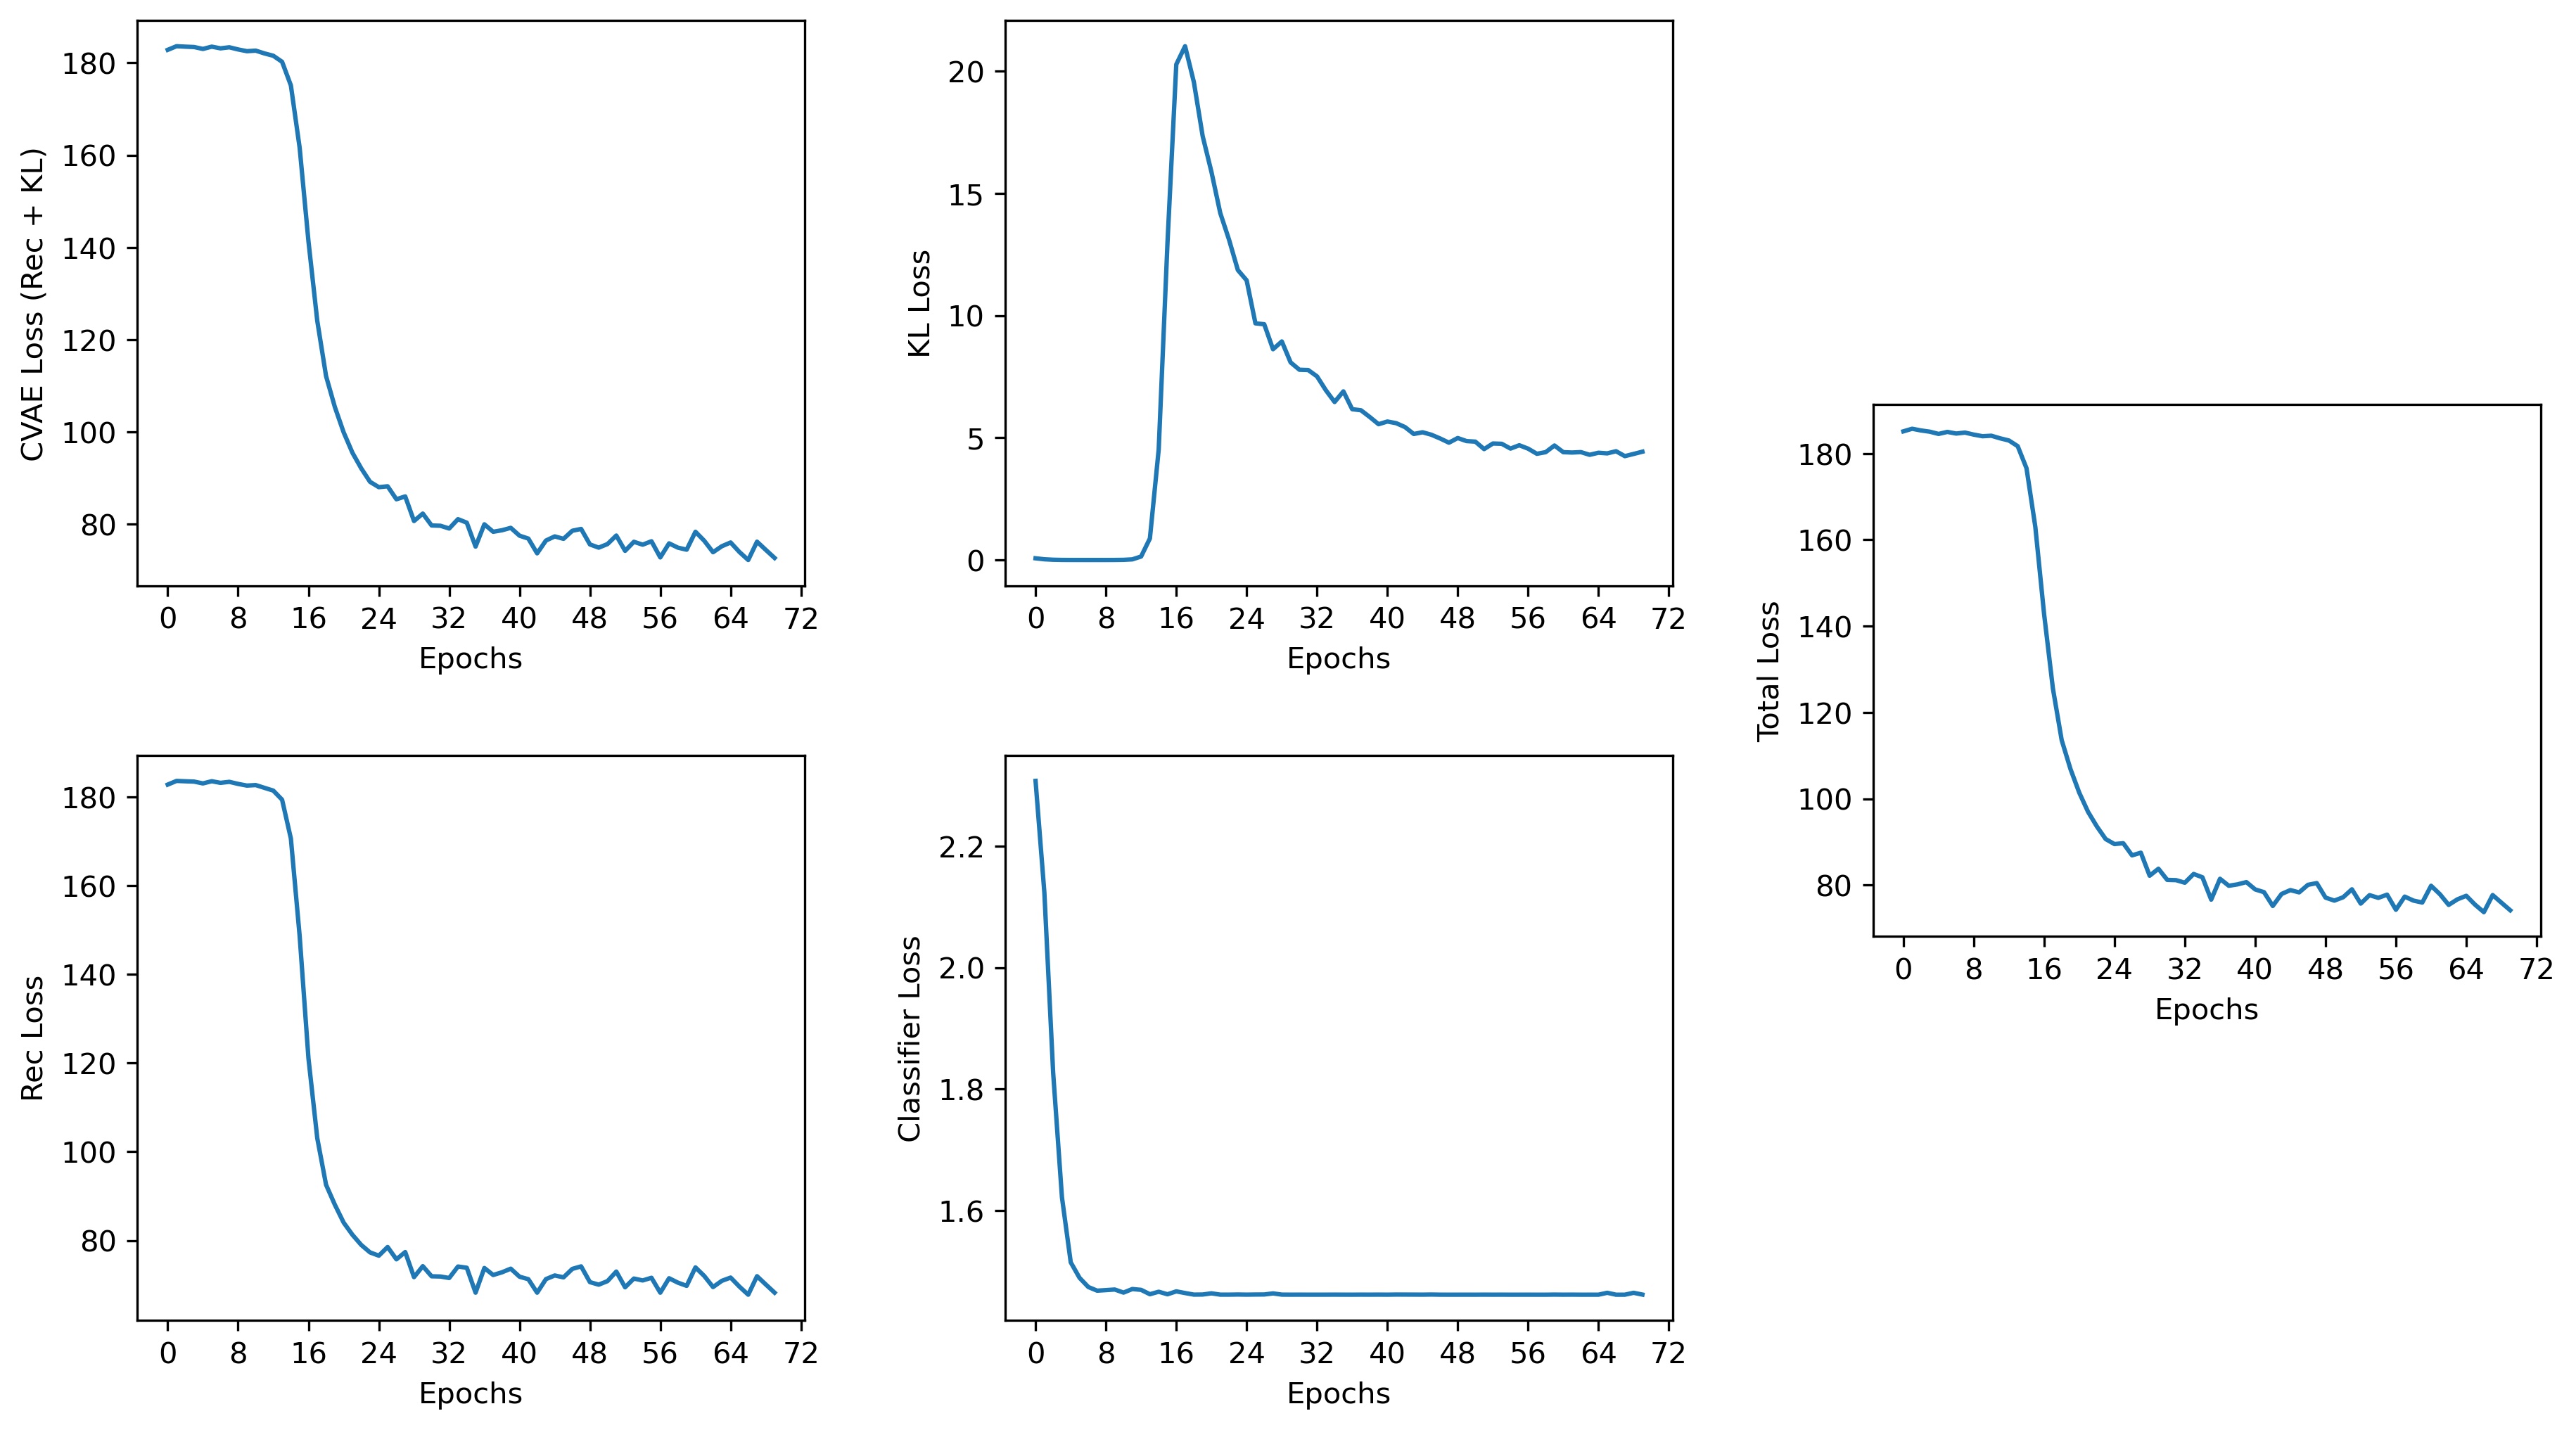 CVAE Loss (Rec + KL)
180
160
140
120
100
80
0 8 16 24 32 40 48 56 64 72
Epochs
KL Loss
20
15
10
5
0
0 8 16 24 32 40 48 56 64 72
Epochs
Rec Loss
180
160
140
120
100
80
0 8 16 24 32 40 48 56 64 72
Epochs
Classifier Loss
2.2
2.0
1.8
1.6
0 8 16 24 32 40 48 56 64 72
Epochs
Total Loss
180
160
140
120
100
80
0 8 16 24 32 40 48 56 64 72
Epochs